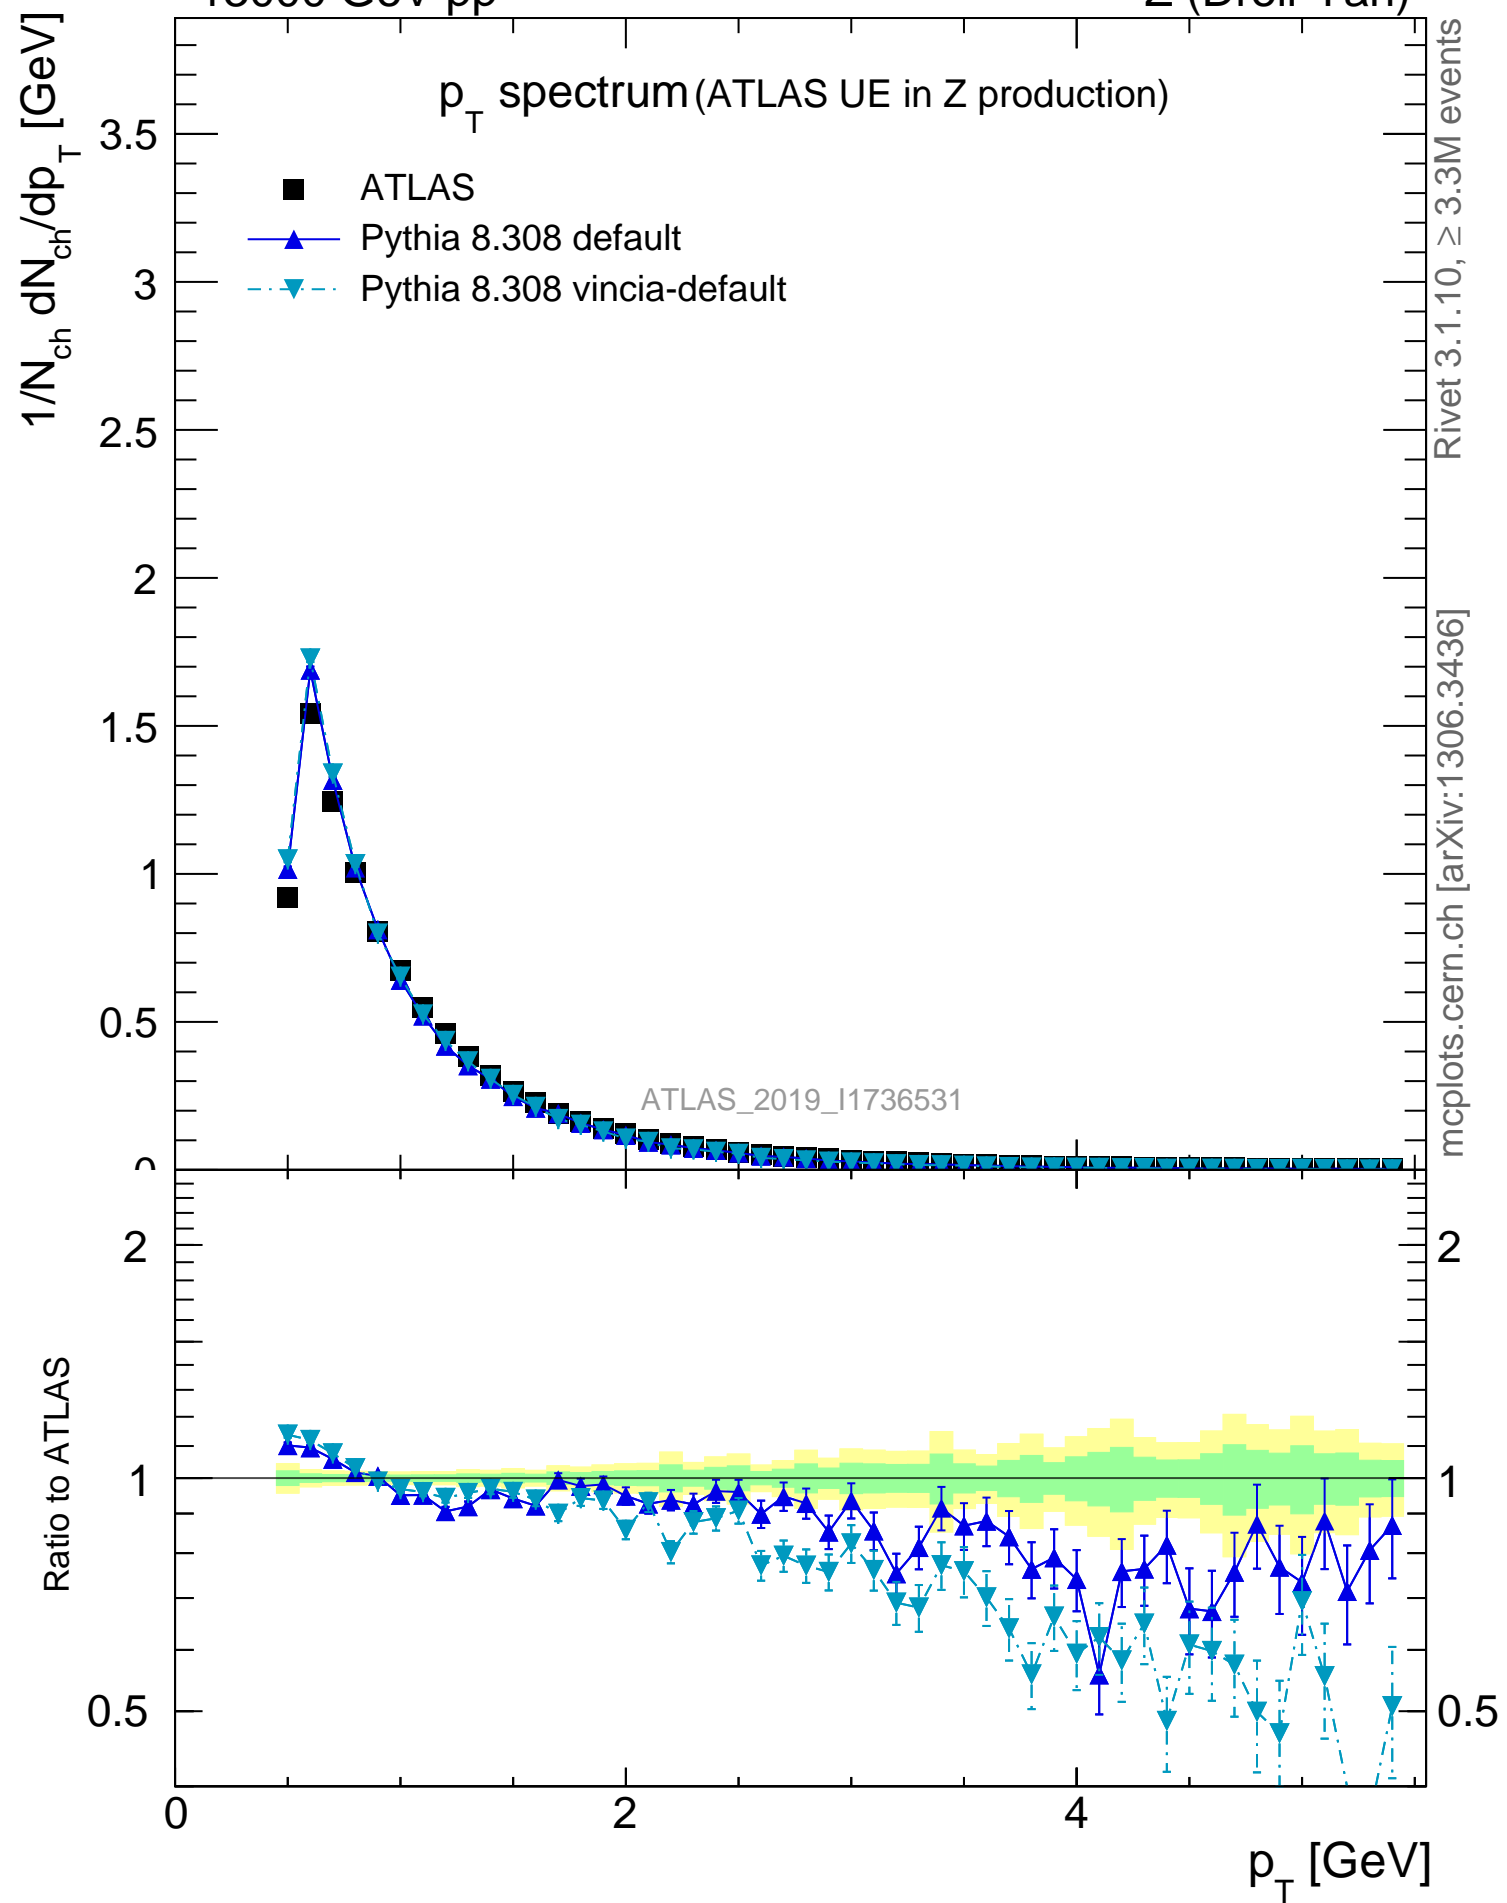 p_T spectrum (ATLAS UE in Z production)
ATLAS
Pythia 8.308 default
Pythia 8.308 vincia-default
1/N_ch dN_ch/dp_T [GeV]
3.5
3
2.5
2
1.5
1
0.5
0
ATLAS_2019_I1736531
Rivet 3.1.10, ≥ 3.3M events
mcplots.cern.ch [arXiv:1306.3436]
Ratio to ATLAS
2
1
0.5
2
1
0.5
0
2
4
p_T [GeV]